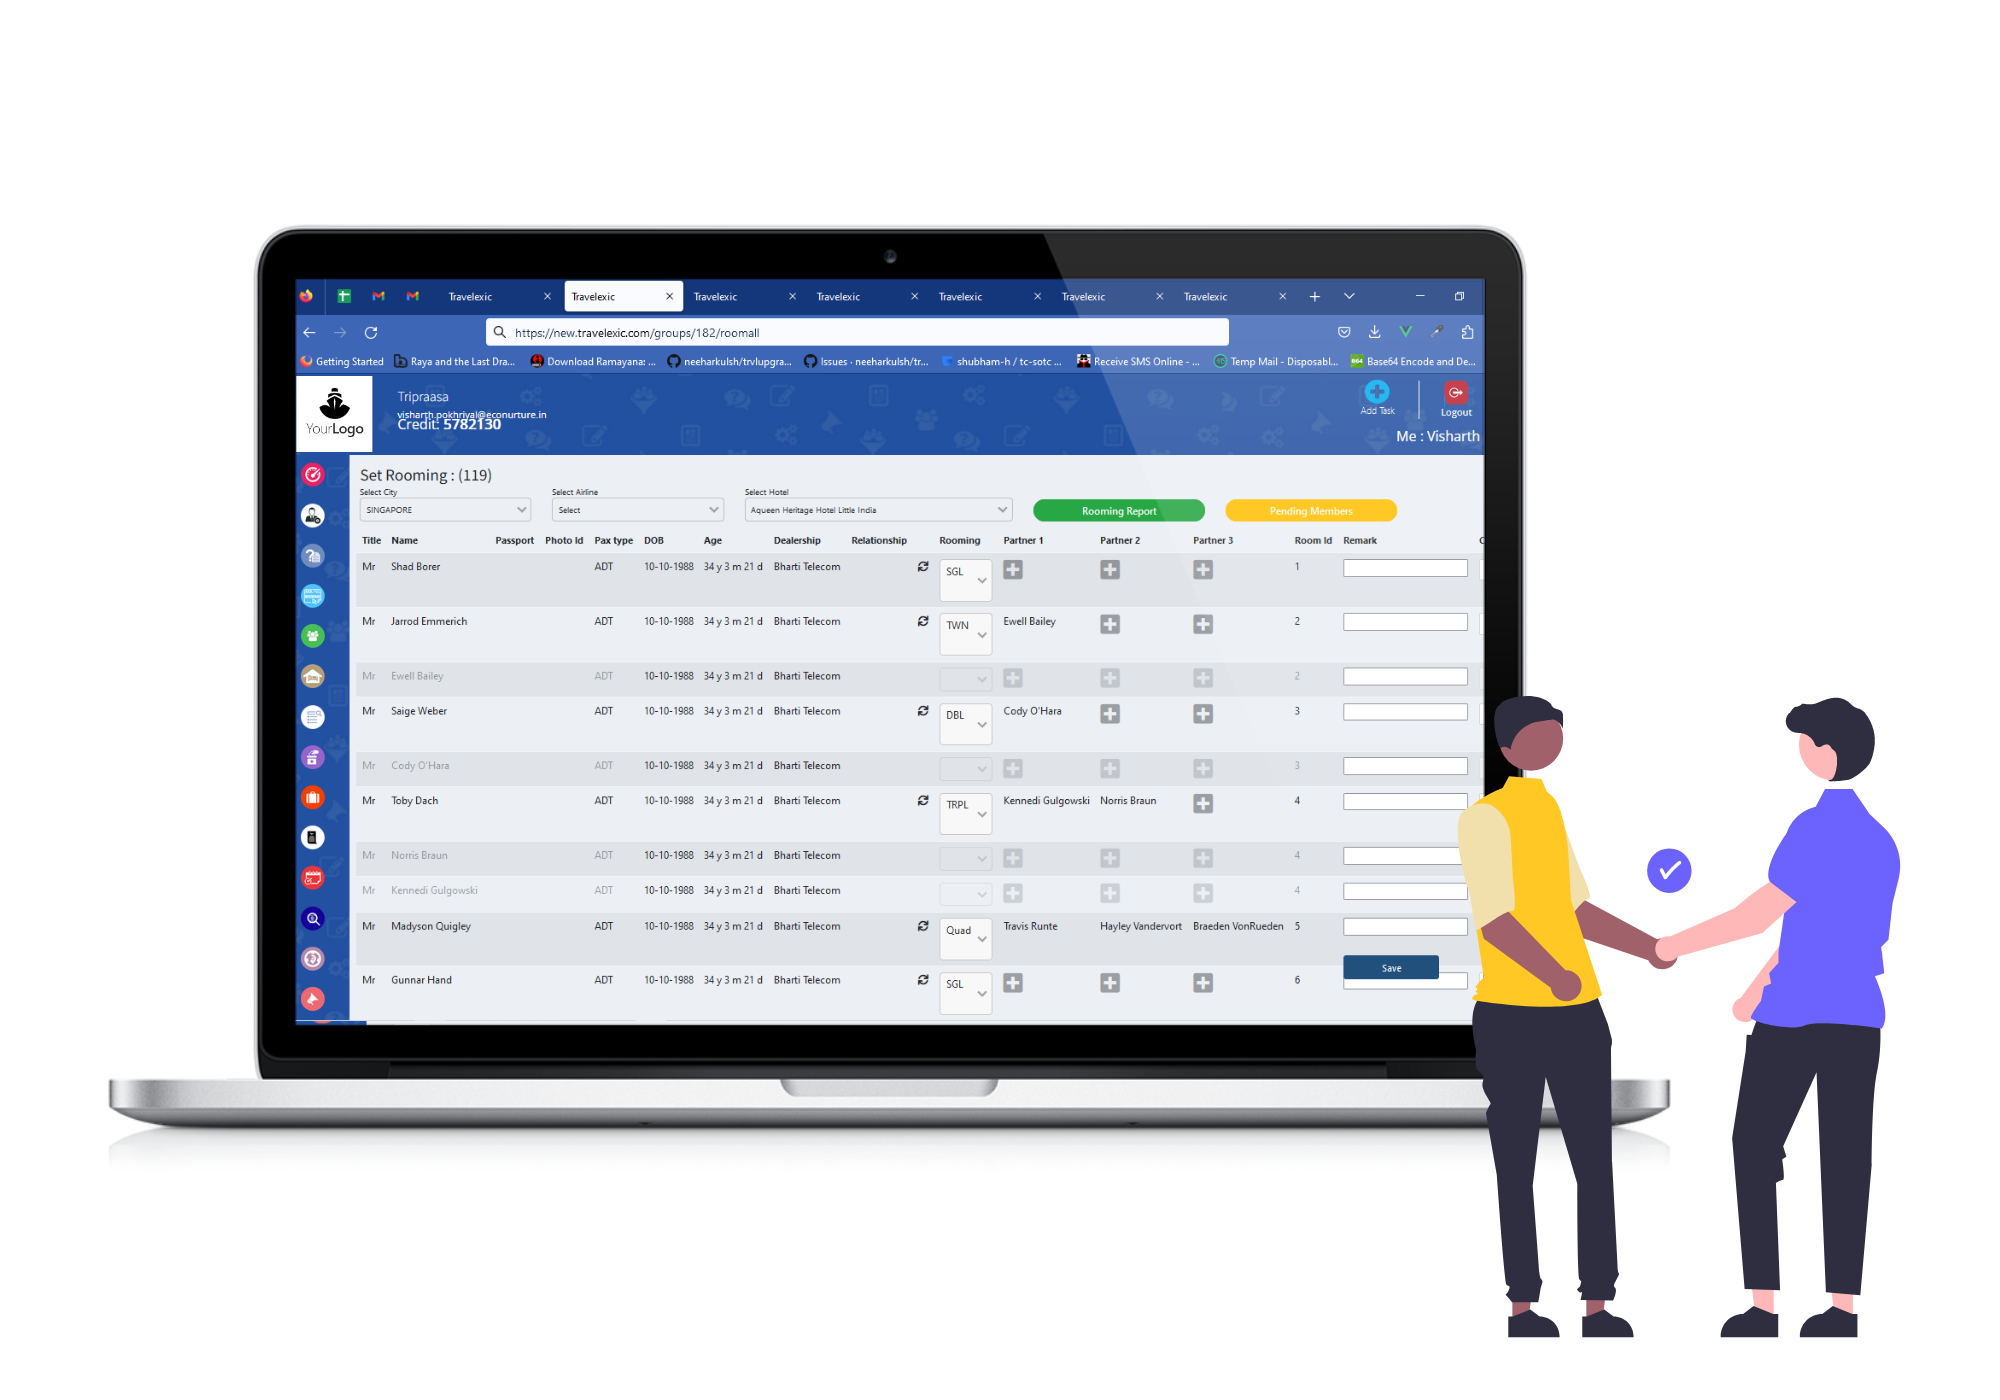 Travelexic Travelexic Travelexic Travelexic Travelexic Travelexic Travelexic
https://new.travelexic.com/groups/182/roomall
Getting Started Raya and the Last Dra... Download Ramayana: ... neeharkulsh/trvlupgra... Issues · neeharkulsh/tr... shubham-h / tc-sotc ... Receive SMS Online - ... Temp Mail - Disposabl... Base64 Encode and De...
YourLogo
Tripraasa
visharth.pokhriyal@econurture.in
Credit: 5782130
Add Task Logout
Me : Visharth
Set Rooming : (119)
Select City Select Airline Select Hotel
SINGAPORE Select Aqueen Heritage Hotel Little India Rooming Report Pending Members
Title Name Passport Photo Id Pax type DOB Age Dealership Relationship Rooming Partner 1 Partner 2 Partner 3 Room Id Remark
Mr Shad Borer ADT 10-10-1988 34 y 3 m 21 d Bharti Telecom SGL 1
Mr Jarrod Emmerich ADT 10-10-1988 34 y 3 m 21 d Bharti Telecom TWN Ewell Bailey 2
Mr Ewell Bailey ADT 10-10-1988 34 y 3 m 21 d Bharti Telecom 2
Mr Saige Weber ADT 10-10-1988 34 y 3 m 21 d Bharti Telecom DBL Cody O'Hara 3
Mr Cody O'Hara ADT 10-10-1988 34 y 3 m 21 d Bharti Telecom 3
Mr Toby Dach ADT 10-10-1988 34 y 3 m 21 d Bharti Telecom TRPL Kennedi Gulgowski Norris Braun 4
Mr Norris Braun ADT 10-10-1988 34 y 3 m 21 d Bharti Telecom 4
Mr Kennedi Gulgowski ADT 10-10-1988 34 y 3 m 21 d Bharti Telecom 4
Mr Madyson Quigley ADT 10-10-1988 34 y 3 m 21 d Bharti Telecom Quad Travis Runte Hayley Vandervort Braeden VonRueden 5
Save
Mr Gunnar Hand ADT 10-10-1988 34 y 3 m 21 d Bharti Telecom SGL 6